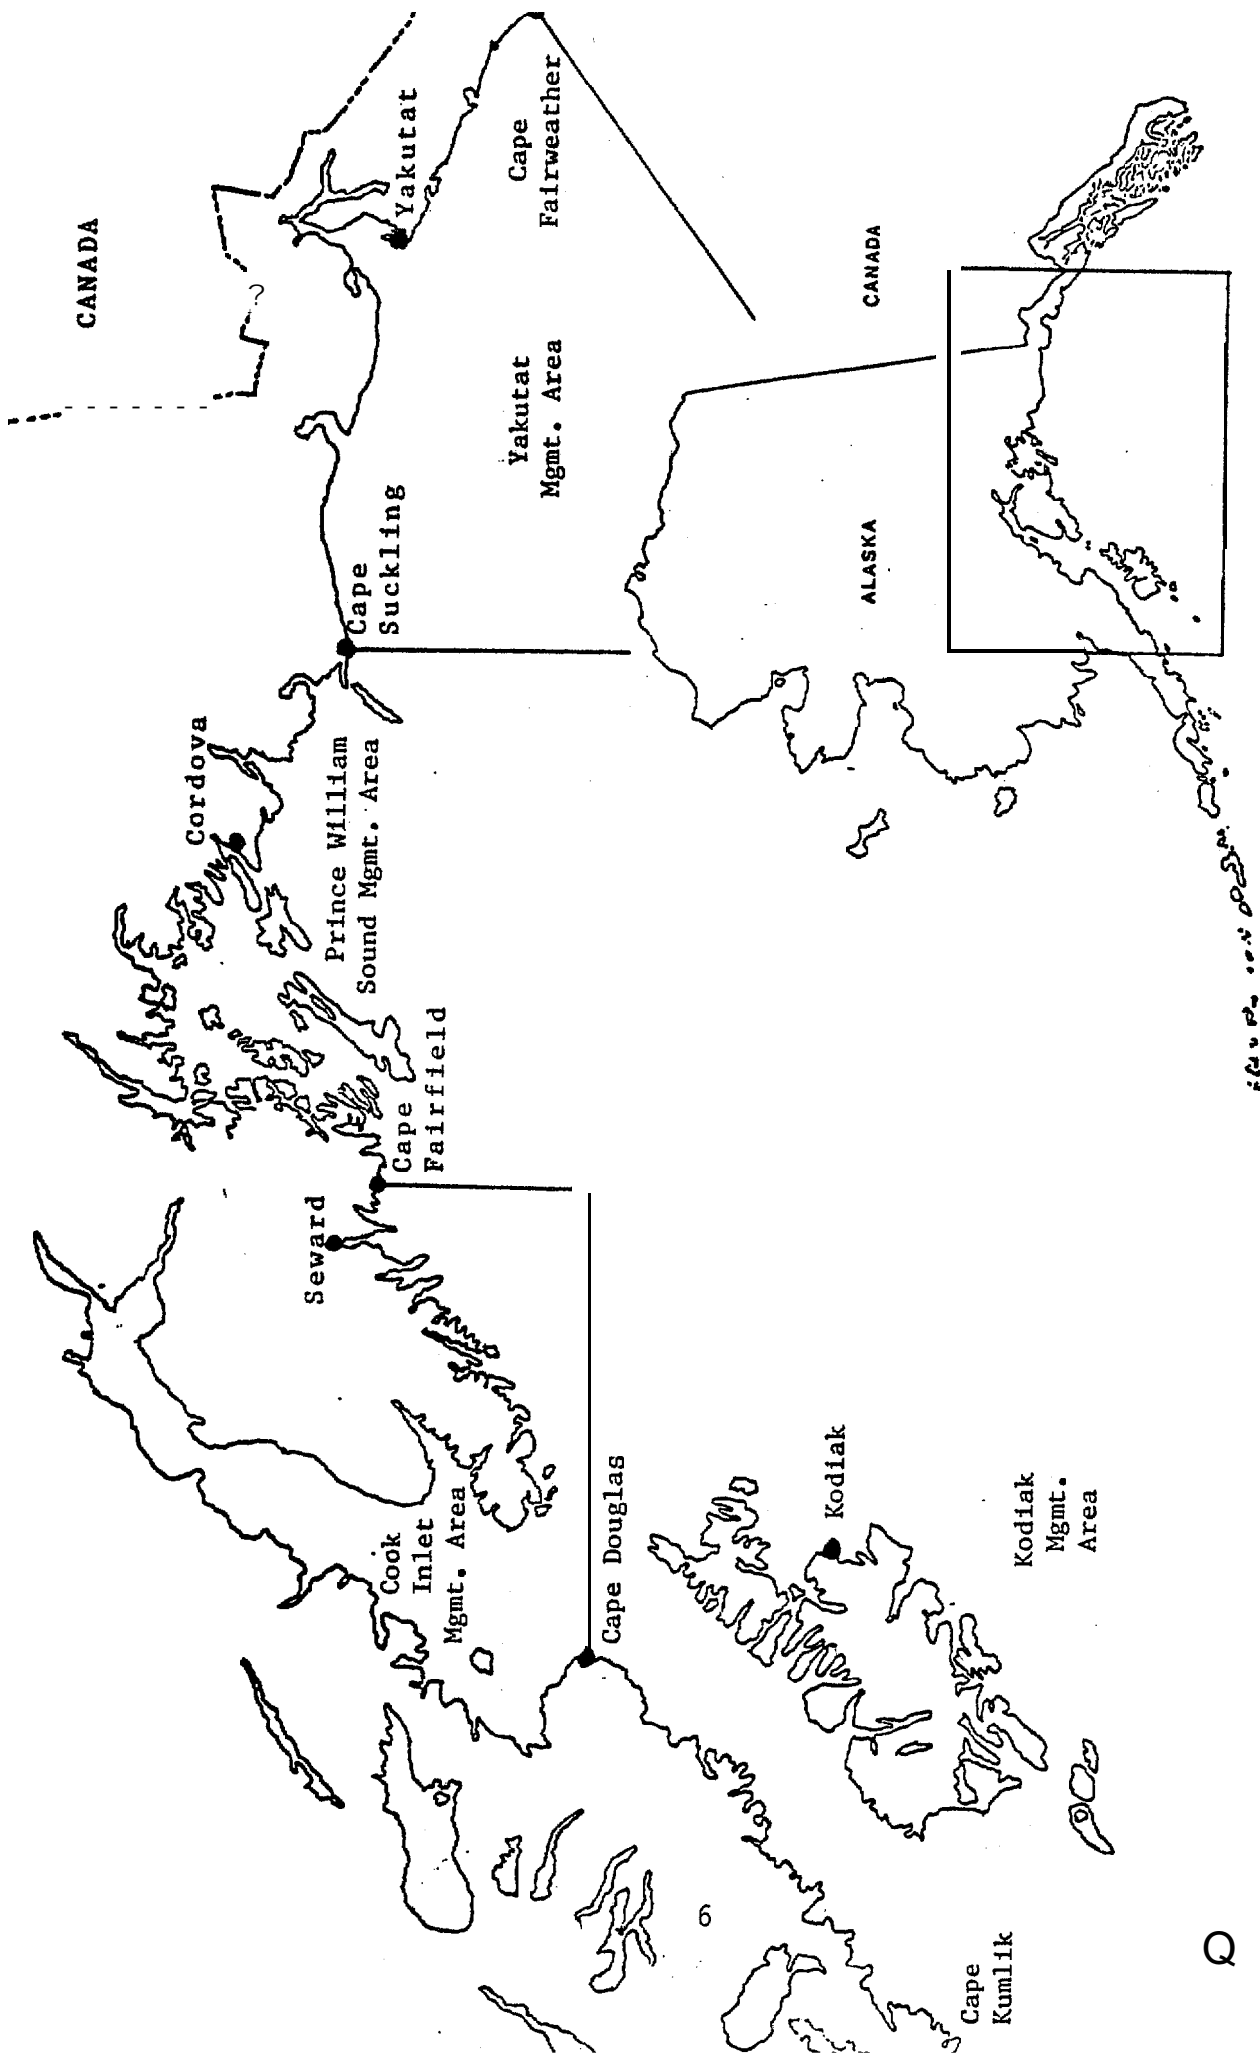 CANADA
?
Yakutat
Cape
Fairweather
Yakutat
Mgmt. Area
Cape
Suckling
Cordova
Prince William
Sound Mgmt. Area
Cape
Fairfield
Seward
Cook
Inlet
Mgmt. Area
Cape Douglas
Kodiak
Kodiak
Mgmt.
Area
Cape
Kumlik
CANADA
ALASKA
6
Q